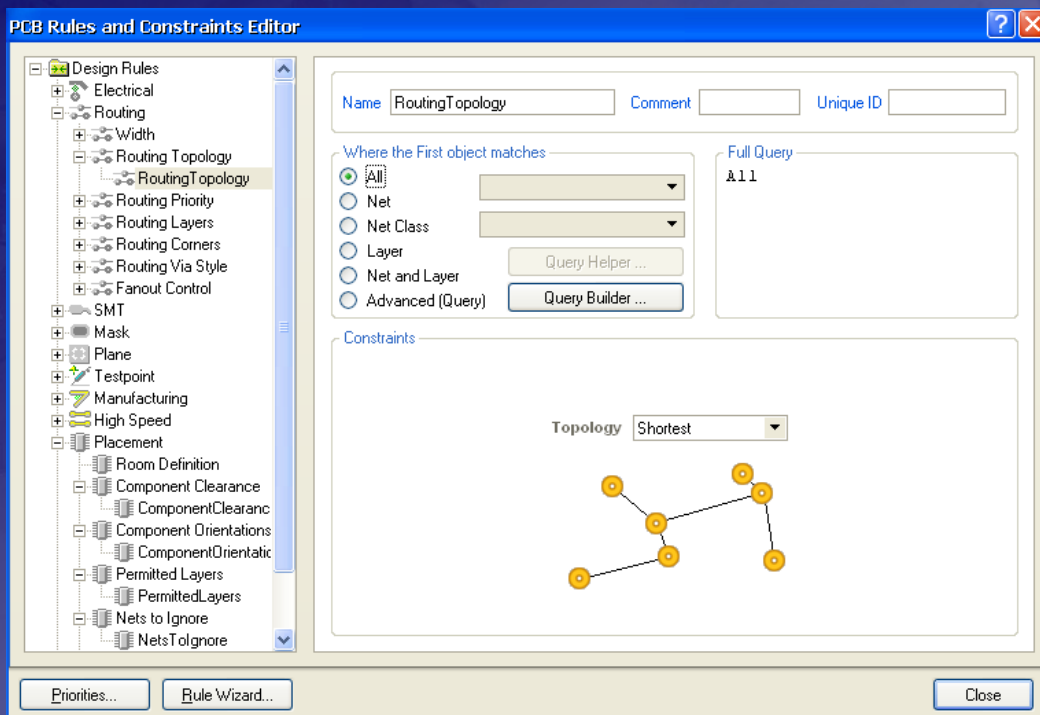 PCB Rules and Constraints Editor
Design Rules
Electrical
Routing
Width
Routing Topology
RoutingTopology
Routing Priority
Routing Layers
Routing Corners
Routing Via Style
Fanout Control
SMT
Mask
Plane
Testpoint
Manufacturing
High Speed
Placement
Room Definition
Component Clearance
ComponentClearanc
Component Orientations
ComponentOrientatic
Permitted Layers
PermittedLayers
Nets to Ignore
NetsToIgnore
Name RoutingTopology Comment Unique ID
Where the First object matches
All
Net
Net Class
Layer
Net and Layer
Advanced (Query)
Query Helper ...
Query Builder ...
Full Query
All
Constraints
Topology Shortest
Priorities... Rule Wizard... Close